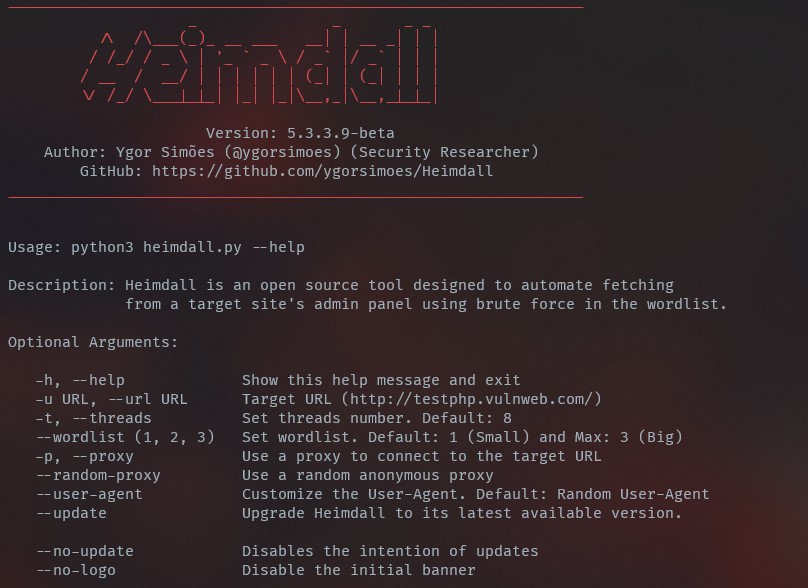 Heimdall
Version: 5.3.3.9-beta
Author: Ygor Simões (@ygorsimoes) (Security Researcher)
GitHub: https://github.com/ygorsimoes/Heimdall
Usage: python3 heimdall.py --help
Description: Heimdall is an open source tool designed to automate fetching
from a target site's admin panel using brute force in the wordlist.
Optional Arguments:
-h, --help Show this help message and exit
-u URL, --url URL Target URL (http://testphp.vulnweb.com/)
-t, --threads Set threads number. Default: 8
--wordlist (1, 2, 3) Set wordlist. Default: 1 (Small) and Max: 3 (Big)
-p, --proxy Use a proxy to connect to the target URL
--random-proxy Use a random anonymous proxy
--user-agent Customize the User-Agent. Default: Random User-Agent
--update Upgrade Heimdall to its latest available version.
--no-update Disables the intention of updates
--no-logo Disable the initial banner